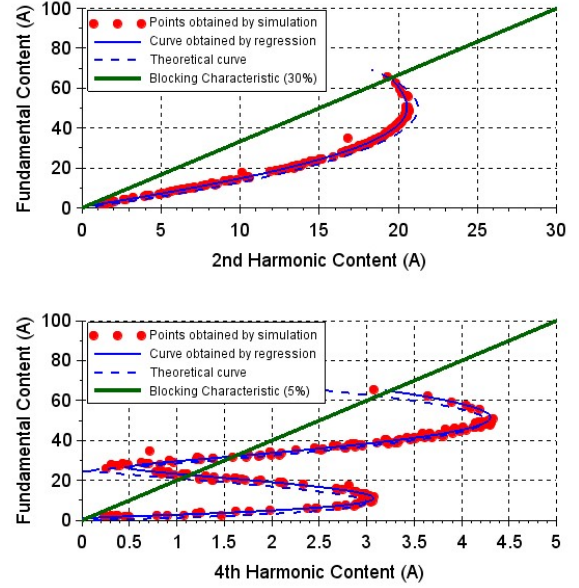 Fundamental Content (A)
100
80
60
40
20
0
Points obtained by simulation
Curve obtained by regression
Theoretical curve
Blocking Characteristic (30%)
0 5 10 15 20 25 30
2nd Harmonic Content (A)
Fundamental Content (A)
100
80
60
40
20
0
Points obtained by simulation
Curve obtained by regression
Theoretical curve
Blocking Characteristic (5%)
0 0.5 1 1.5 2 2.5 3 3.5 4 4.5 5
4th Harmonic Content (A)